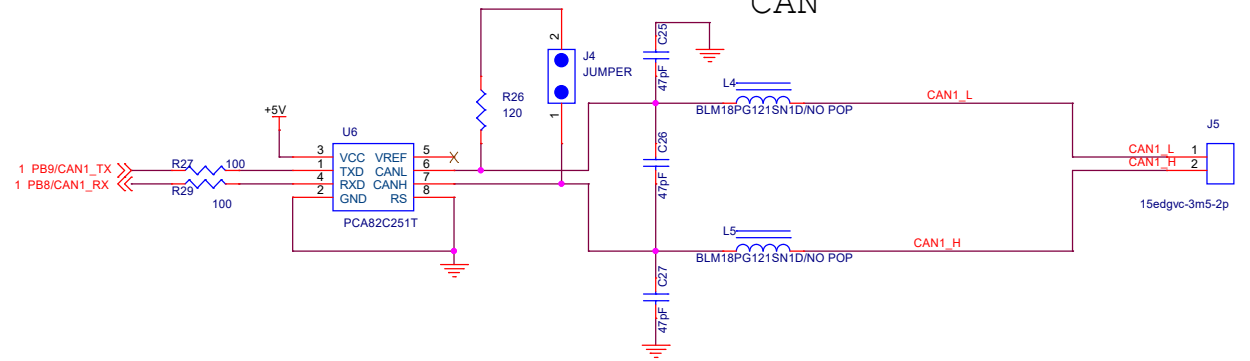 CAN
C25
47pF
2
J4
JUMPER
1
R26
120
L4
BLM18PG121SN1D/NO POP
CAN1_L
+5V
U6
J5
1 PB9/CAN1_TX
R27
100
3
VCC
VREF
5
1
TXD
CANL
6
1 PB8/CAN1_RX
R29
100
4
RXD
CANH
7
2
GND
RS
8
PCA82C251T
C26
47pF
CAN1_L
1
CAN1_H
2
15edgvc-3m5-2p
L5
BLM18PG121SN1D/NO POP
CAN1_H
C27
47pF